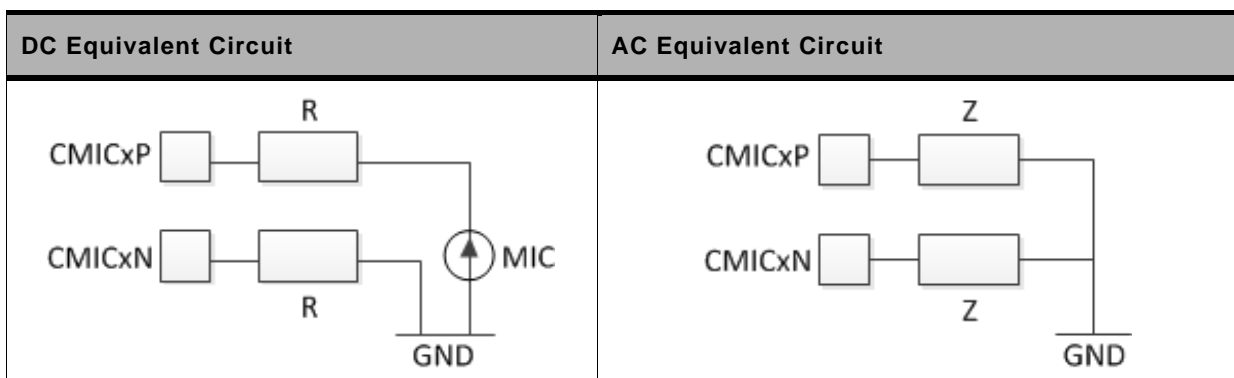 DC Equivalent Circuit
AC Equivalent Circuit
R
CMICxP
CMICxN
MIC
R
GND
Z
CMICxP
CMICxN
Z
GND